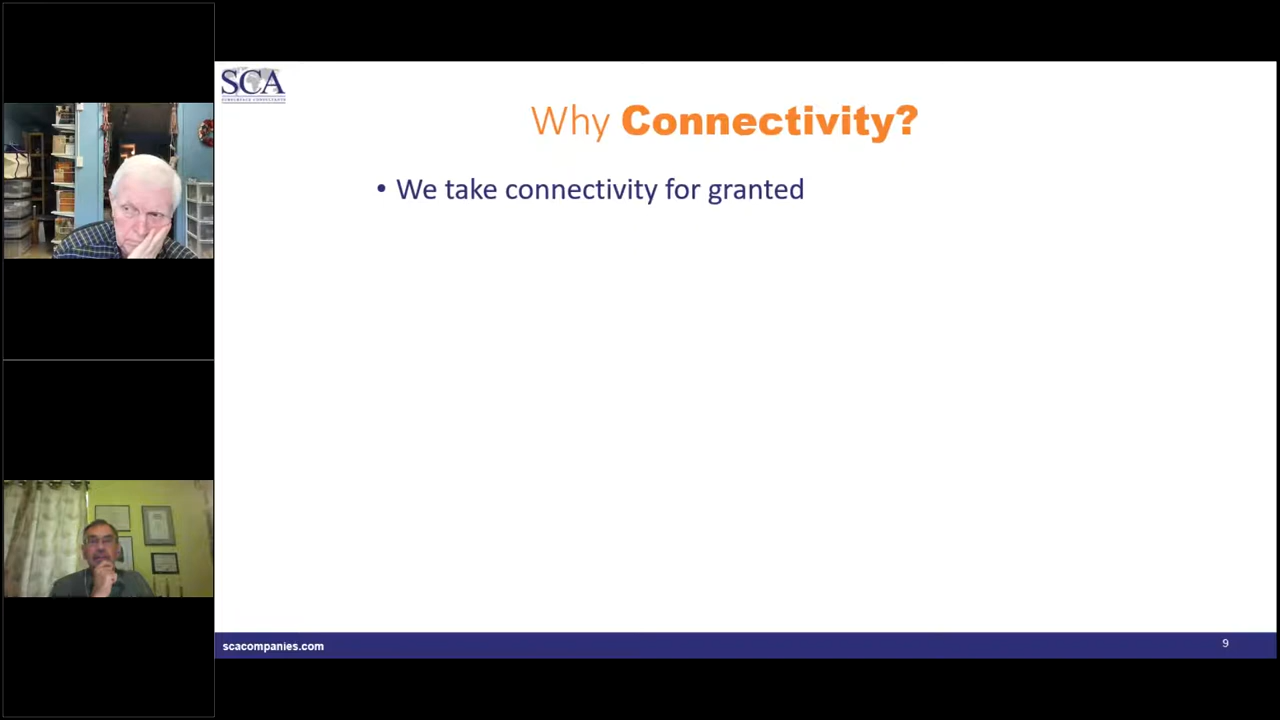 SCA
SUBSURFACE CONSULTANTS
Why Connectivity?
• We take connectivity for granted
scacompanies.com
9